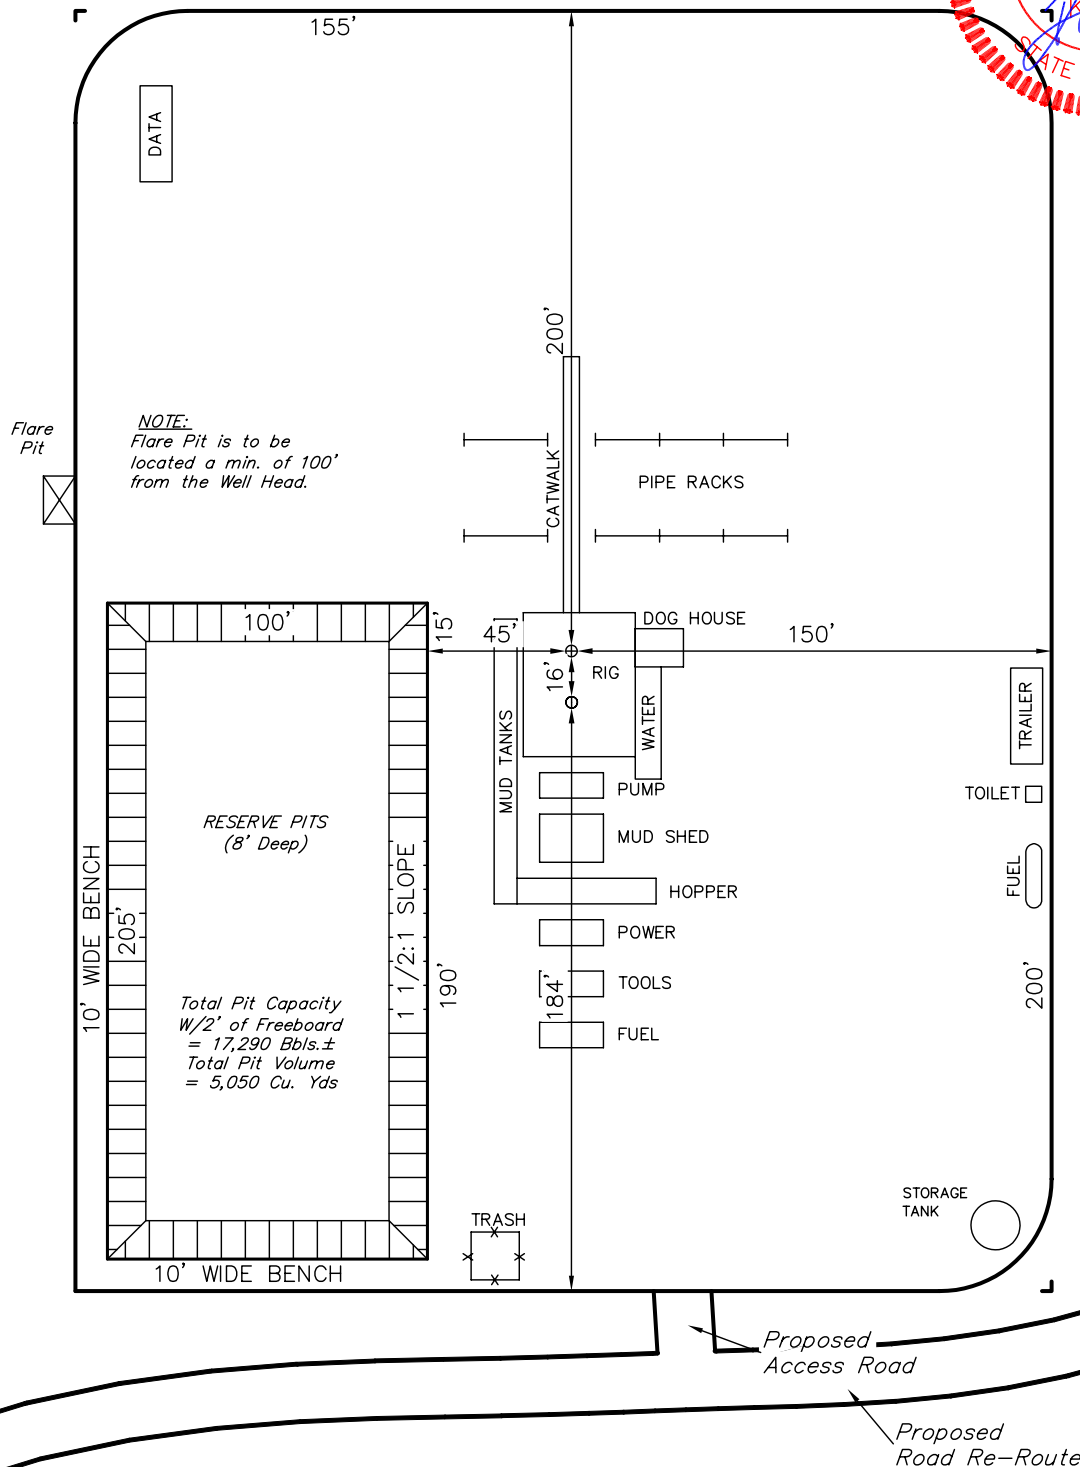 155'
STATE
DATA
200'
Flare
Pit
NOTE:
Flare Pit is to be
located a min. of 100'
from the Well Head.
CATWALK
PIPE RACKS
100'
15'
45'
DOG HOUSE
150'
16'
RIG
MUD TANKS
WATER
TRAILER
PUMP
TOILET
RESERVE PITS
(8' Deep)
MUD SHED
FUEL
HOPPER
10' WIDE BENCH
205'
1 1/2:1 SLOPE
190'
POWER
TOOLS
184'
200'
FUEL
Total Pit Capacity
W/2' of Freeboard
= 17,290 Bbls.±
Total Pit Volume
= 5,050 Cu. Yds
STORAGE
TANK
TRASH
10' WIDE BENCH
Proposed
Access Road
Proposed
Road Re-Route